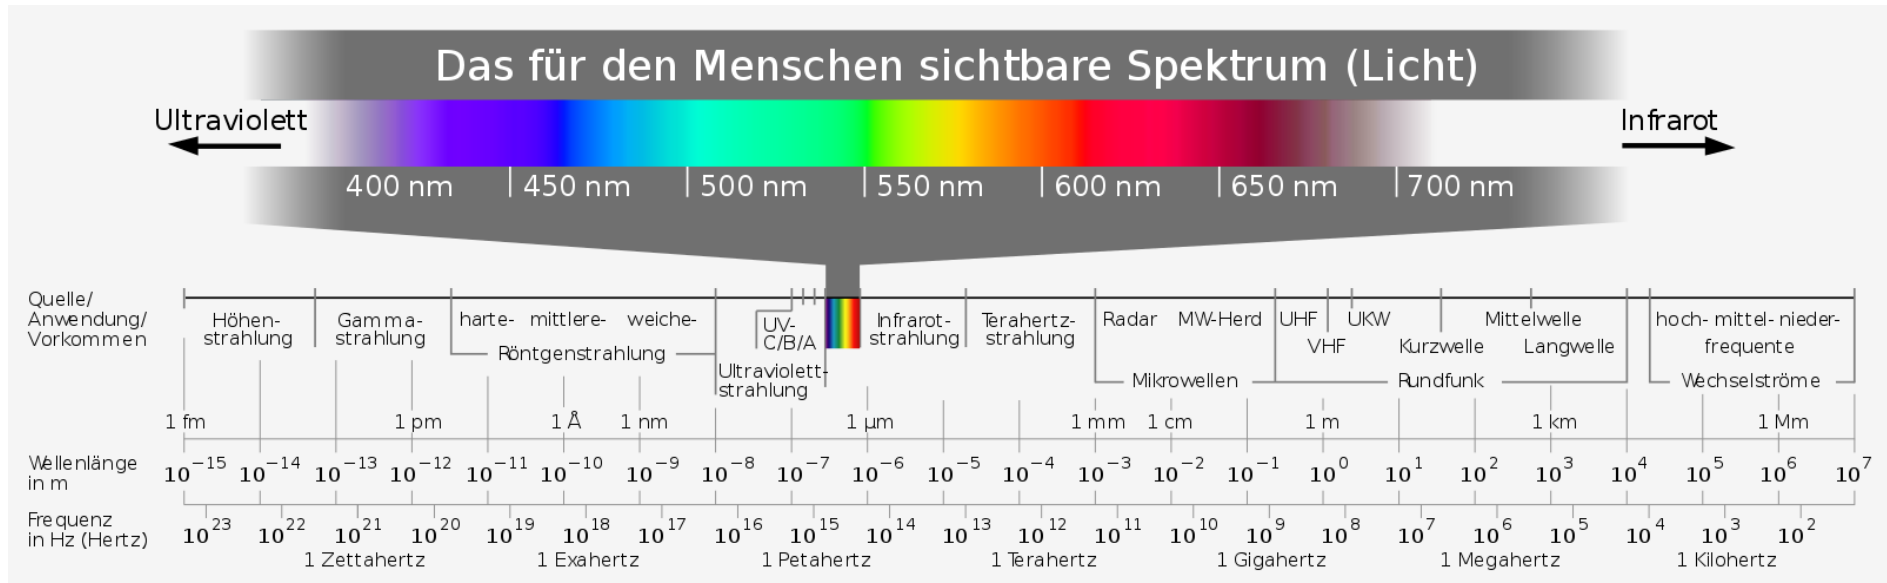 Das für den Menschen sichtbare Spektrum (Licht)
Ultraviolett
Infrarot
400 nm 450 nm 500 nm 550 nm 600 nm 650 nm 700 nm
Quelle/
Anwendung/
Vorkommen
Höhen-
strahlung
Gamma-
strahlung
harte- mittlere- weiche-
Röntgenstrahlung
UV-
C/B/A
Ultraviolett-
strahlung
Infrarot-
strahlung
Terahertz-
strahlung
Radar MW-Herd
Mikrowellen
UHF UKW Mittelwelle
VHF Kurzwelle Langwelle
Rundfunk
hoch- mittel- nieder-
frequente
Wechselströme
1 fm 1 pm 1 Å 1 nm 1 µm 1 mm 1 cm 1 m 1 km 1 Mm
Wellenlänge
in m
10⁻¹⁵ 10⁻¹⁴ 10⁻¹³ 10⁻¹² 10⁻¹¹ 10⁻¹⁰ 10⁻⁹ 10⁻⁸ 10⁻⁷ 10⁻⁶ 10⁻⁵ 10⁻⁴ 10⁻³ 10⁻² 10⁻¹ 10⁰ 10¹ 10² 10³ 10⁴ 10⁵ 10⁶ 10⁷
Frequenz
in Hz (Hertz)
10²³ 10²² 10²¹ 10²⁰ 10¹⁹ 10¹⁸ 10¹⁷ 10¹⁶ 10¹⁵ 10¹⁴ 10¹³ 10¹² 10¹¹ 10¹⁰ 10⁹ 10⁸ 10⁷ 10⁶ 10⁵ 10⁴ 10³ 10²
1 Zettahertz 1 Exahertz 1 Petahertz 1 Terahertz 1 Gigahertz 1 Megahertz 1 Kilohertz